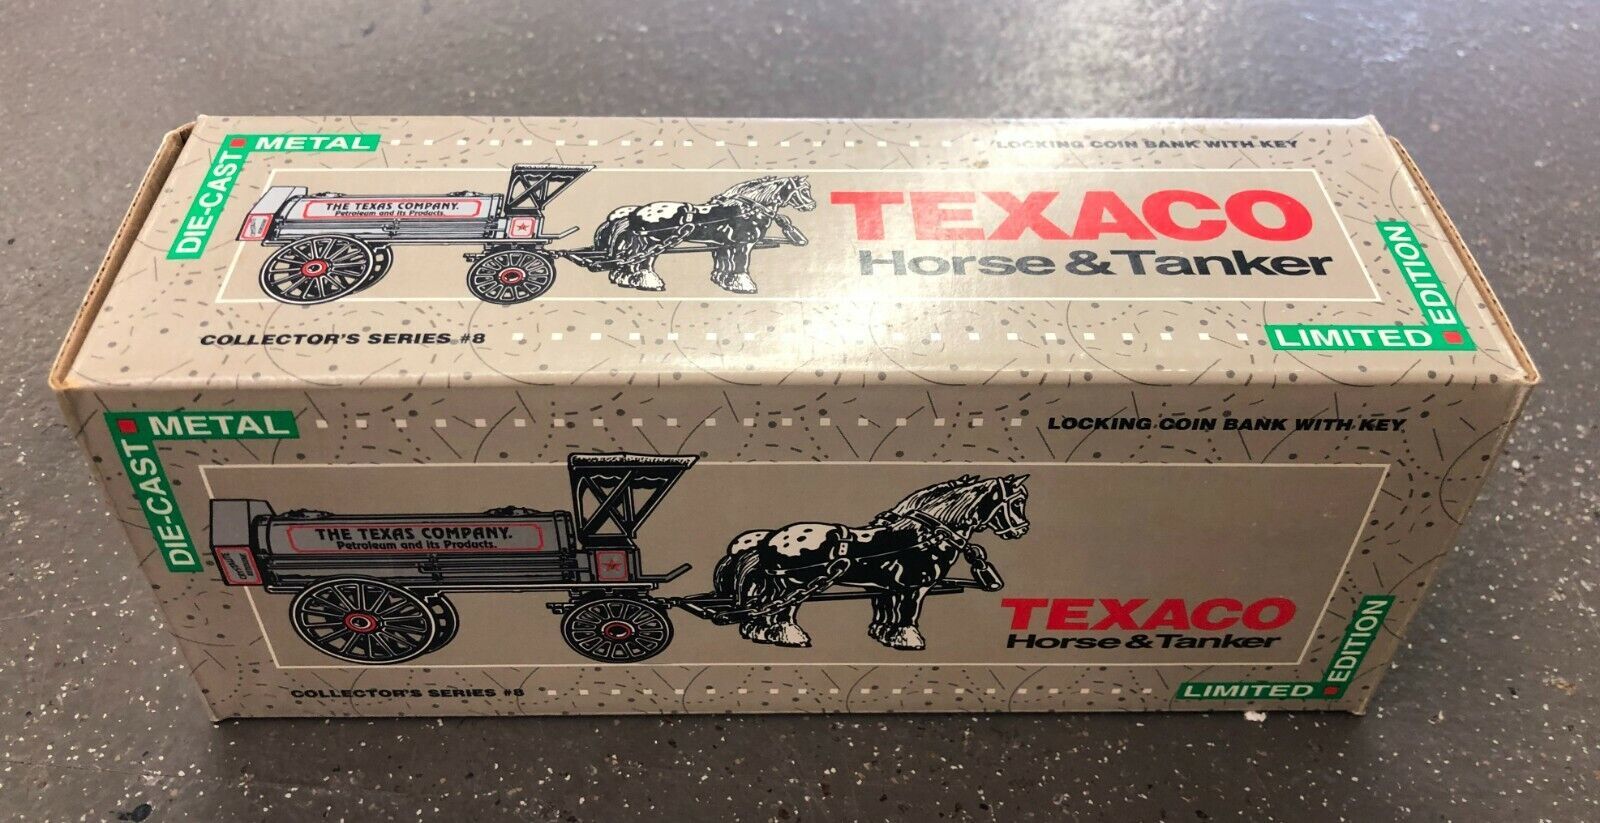 METAL
DIE-CAST
LOCKING COIN BANK WITH KEY
THE TEXAS COMPANY.
Petroleum and its Products.
TEXACO
Horse & Tanker
COLLECTOR'S SERIES #8
LIMITED
EDITION
METAL
DIE-CAST
LOCKING COIN BANK WITH KEY
THE TEXAS COMPANY.
Petroleum and its Products.
TEXACO
Horse & Tanker
COLLECTOR'S SERIES #8
LIMITED
EDITION